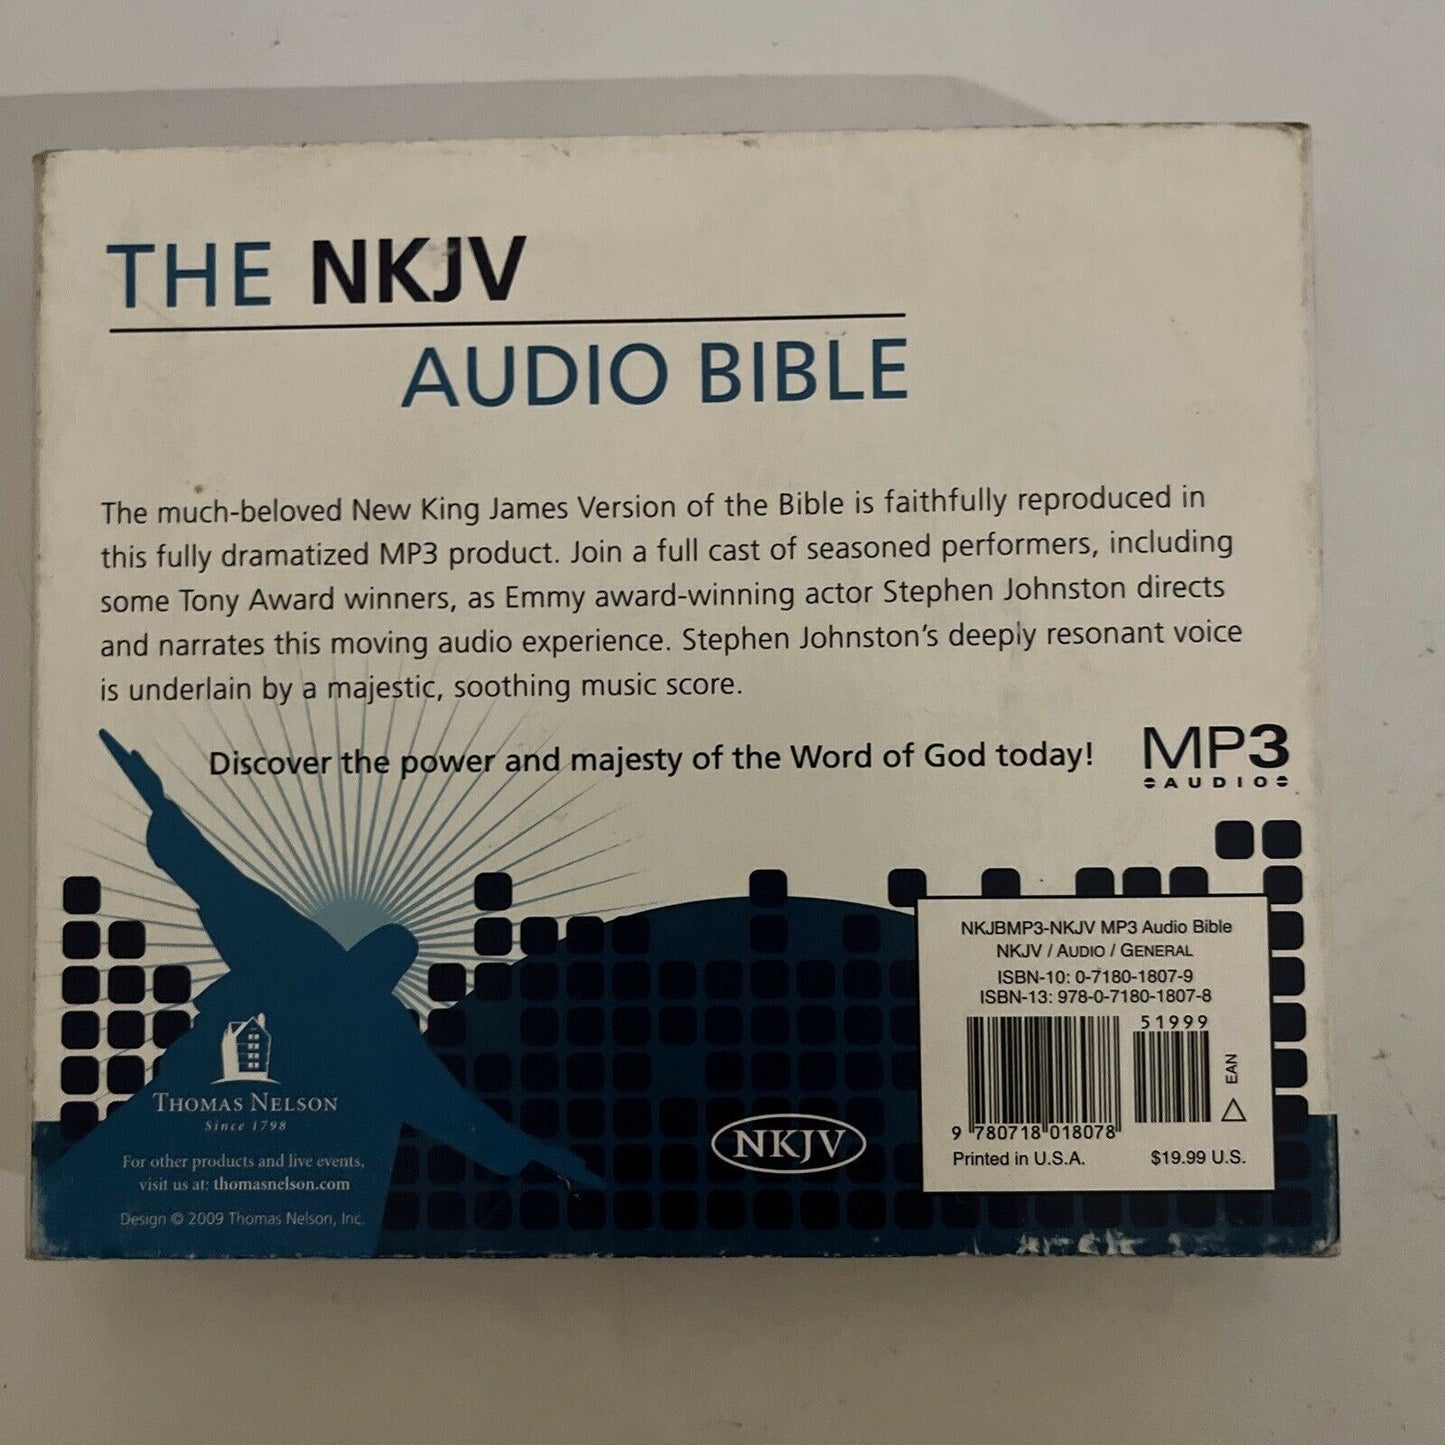 THE NKJV
AUDIO BIBLE
The much-beloved New King James Version of the Bible is faithfully reproduced in
this fully dramatized MP3 product. Join a full cast of seasoned performers, including
some Tony Award winners, as Emmy award-winning actor Stephen Johnston directs
and narrates this moving audio experience. Stephen Johnston's deeply resonant voice
is underlain by a majestic, soothing music score.
Discover the power and majesty of the Word of God today!
MP3
AUDIO
THOMAS NELSON
Since 1798
For other products and live events,
visit us at: thomasnelson.com
Design © 2009 Thomas Nelson, Inc.
NKJV
NKJBMP3-NKJV MP3 Audio Bible
NKJV / AUDIO / GENERAL
ISBN-10: 0-7180-1807-9
ISBN-13: 978-0-7180-1807-8
51999
EAN
9 780718 018078
Printed in U.S.A. $19.99 U.S.